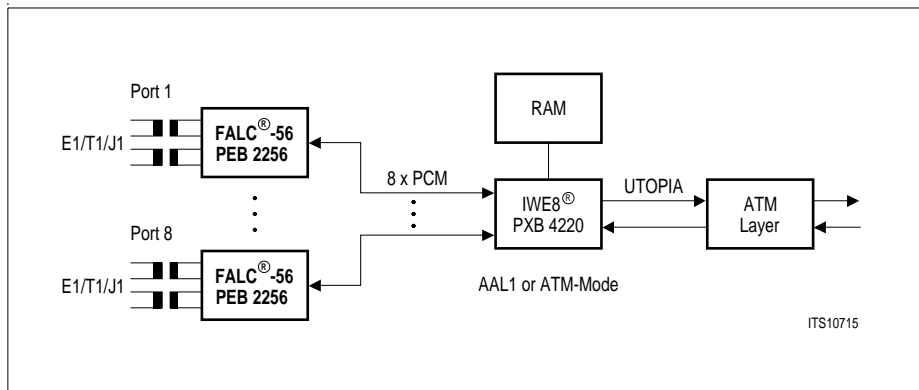 Port 1
E1/T1/J1
FALC®-56
PEB 2256
8 x PCM
RAM
IWE8®
PXB 4220
UTOPIA
ATM
Layer
Port 8
E1/T1/J1
FALC®-56
PEB 2256
AAL1 or ATM-Mode
ITS10715